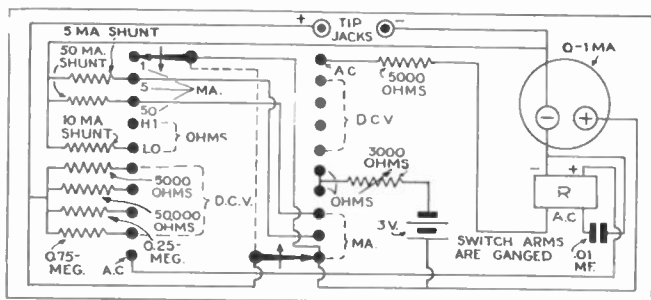 + TIP JACKS -
5 MA SHUNT
50 MA. SHUNT
0-1 MA
1
5
50
MA.
A.C
5000 OHMS
10 MA SHUNT
HI
LO
OHMS
D.C.V
- +
3000 OHMS
5000 OHMS
50,000 OHMS
D.C.V.
OHMS
- +
R
A.C
0.75-MEG.
0.25-MEG.
A.C
MA.
3V.
SWITCH ARMS ARE GANGED
.01 MF.